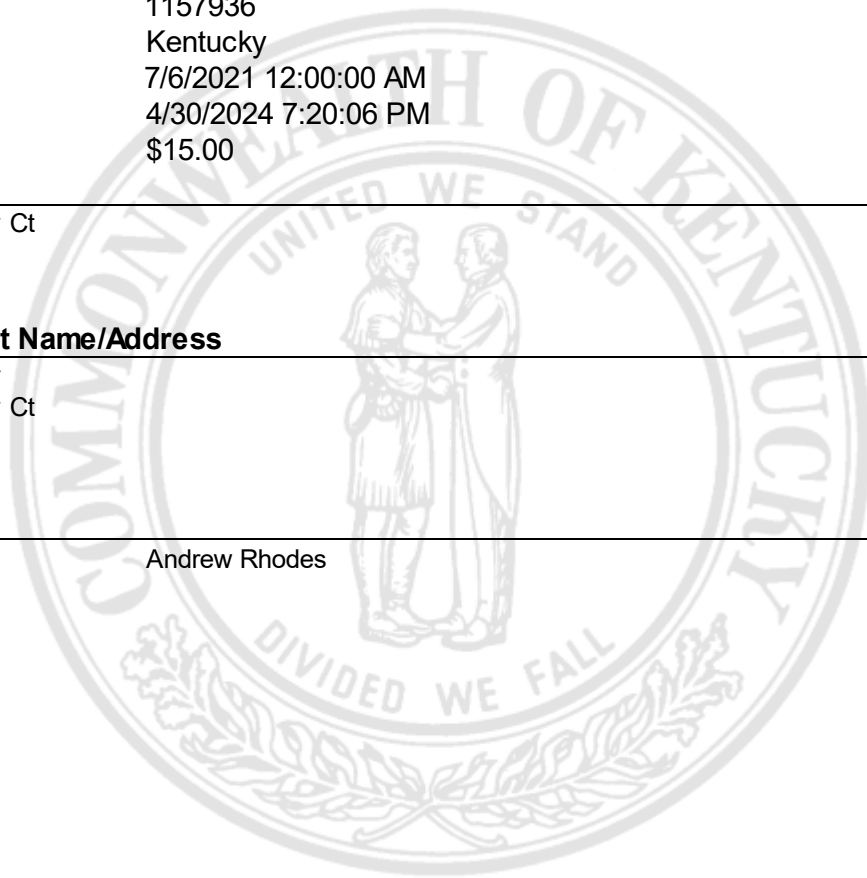 1157936
Kentucky
7/6/2021 12:00:00 AM
4/30/2024 7:20:06 PM
$15.00
Ct
t Name/Address
Ct
Andrew Rhodes
COMMONWEALTH OF KENTUCKY
UNITED WE STAND
DIVIDED WE FALL